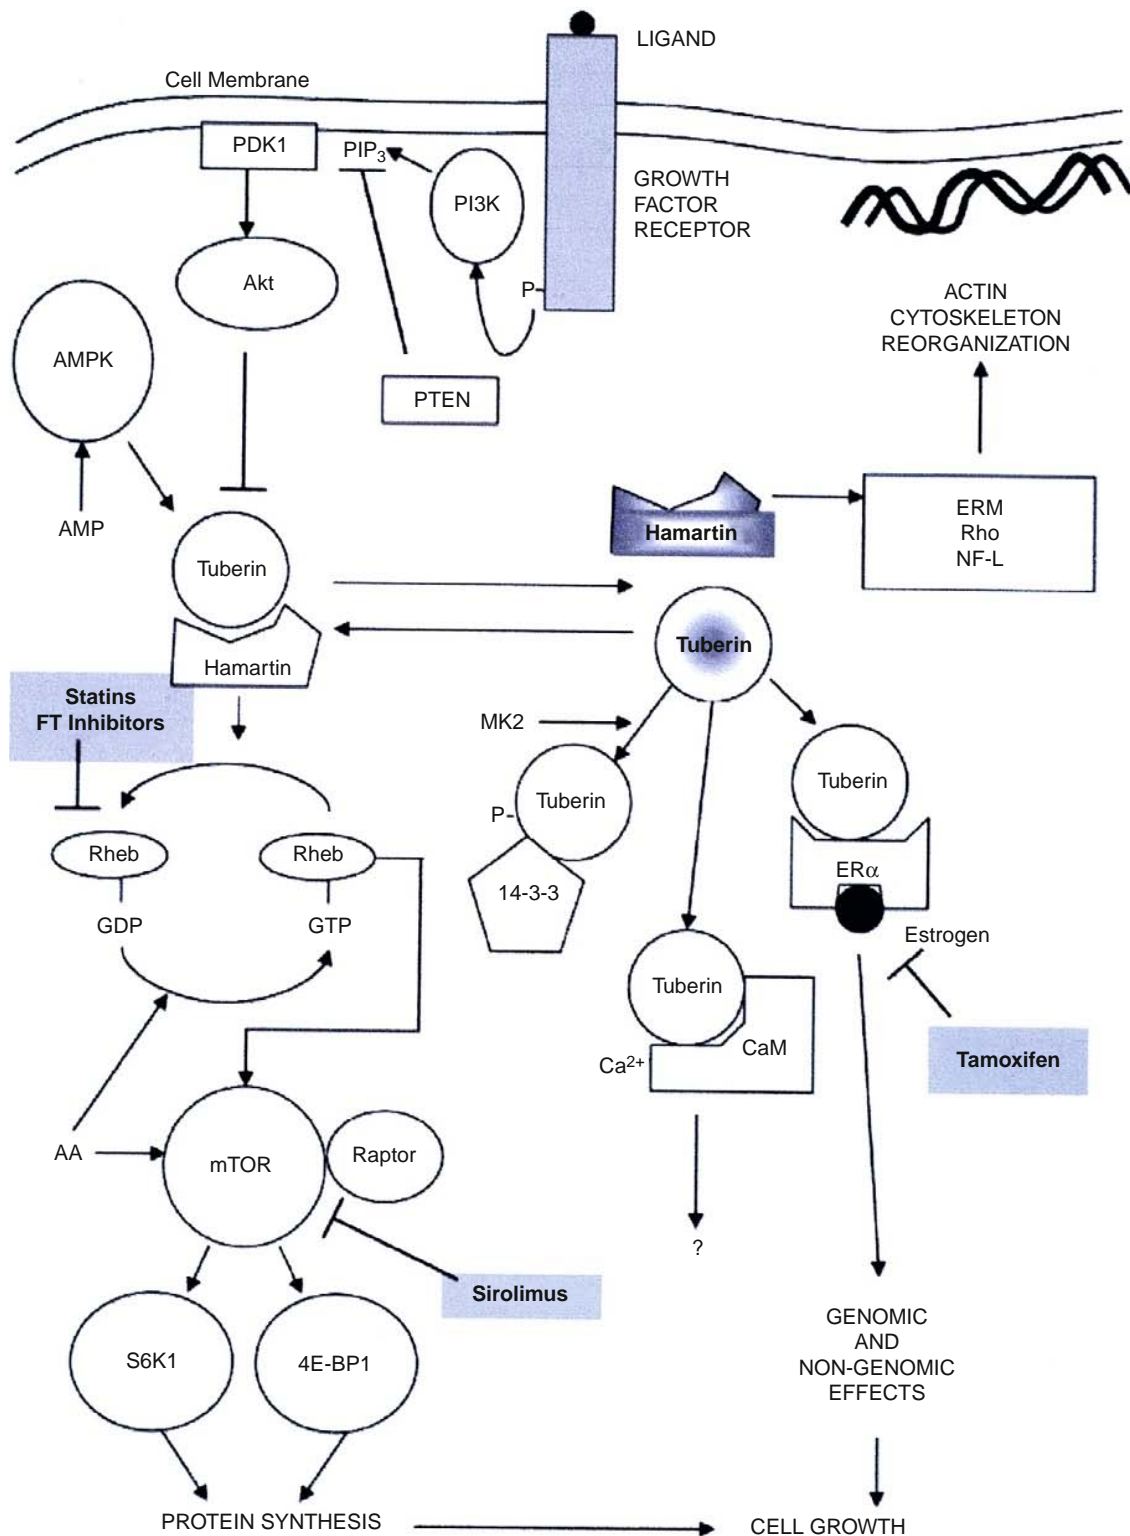 LIGAND
Cell Membrane
PDK1
PIP3
PI3K
GROWTH
FACTOR
RECEPTOR
Akt
P-
ACTIN
CYTOSKELETON
REORGANIZATION
AMPK
PTEN
AMP
ERM
Rho
NF-L
Hamartin
Tuberin
Hamartin
Tuberin
Statins
FT Inhibitors
MK2
Tuberin
P-
14-3-3
Tuberin
ERα
Estrogen
Rheb
Rheb
GDP
GTP
Tuberin
CaM
Ca2+
Tamoxifen
AA
mTOR
Raptor
?
Sirolimus
S6K1
4E-BP1
GENOMIC
AND
NON-GENOMIC
EFFECTS
PROTEIN SYNTHESIS
CELL GROWTH